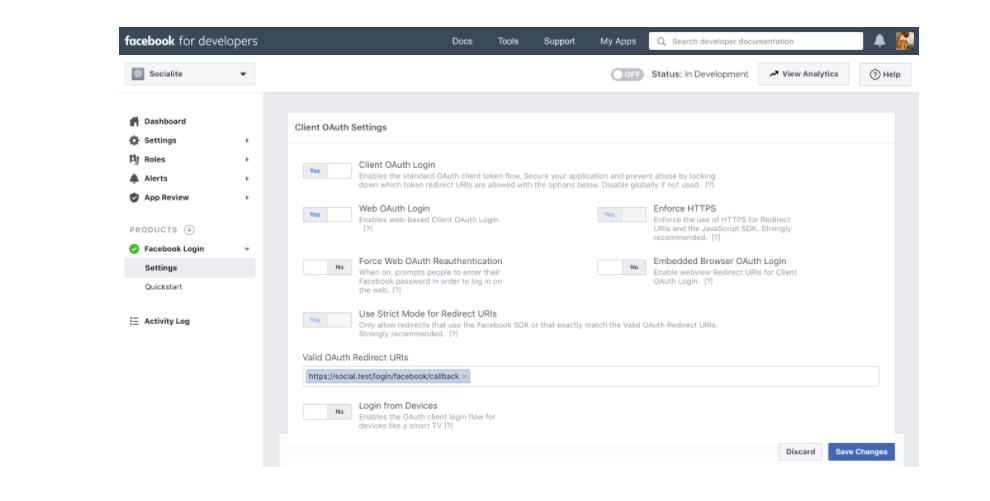 facebook for developers
Docs Tools Support My Apps Search developer documentation
Socialite
OFF Status: In Development View Analytics Help
Dashboard
Settings
Roles
Alerts
App Review
PRODUCTS
Facebook Login
Settings
Quickstart
Activity Log
Client OAuth Settings
Yes
Client OAuth Login
Enables the standard OAuth client token flow. Secure your application and prevent abuse by locking
down which token redirect URIs are allowed with the options below. Disable globally if not used. [?]
Yes
Web OAuth Login
Enables web-based Client OAuth Login.
[?]
Yes
Enforce HTTPS
Enforce the use of HTTPS for Redirect
URIs and the JavaScript SDK. Strongly
recommended. [?]
No
Force Web OAuth Reauthentication
When on, prompts people to enter their
Facebook password in order to log in on
the web. [?]
No
Embedded Browser OAuth Login
Enable webview Redirect URIs for Client
OAuth Login. [?]
Yes
Use Strict Mode for Redirect URIs
Only allow redirects that use the Facebook SDK or that exactly match the Valid OAuth Redirect URIs.
Strongly recommended. [?]
Valid OAuth Redirect URIs
https://social.test/login/facebook/callback ×
No
Login from Devices
Enables the OAuth client login flow for
devices like a smart TV [?]
Discard Save Changes